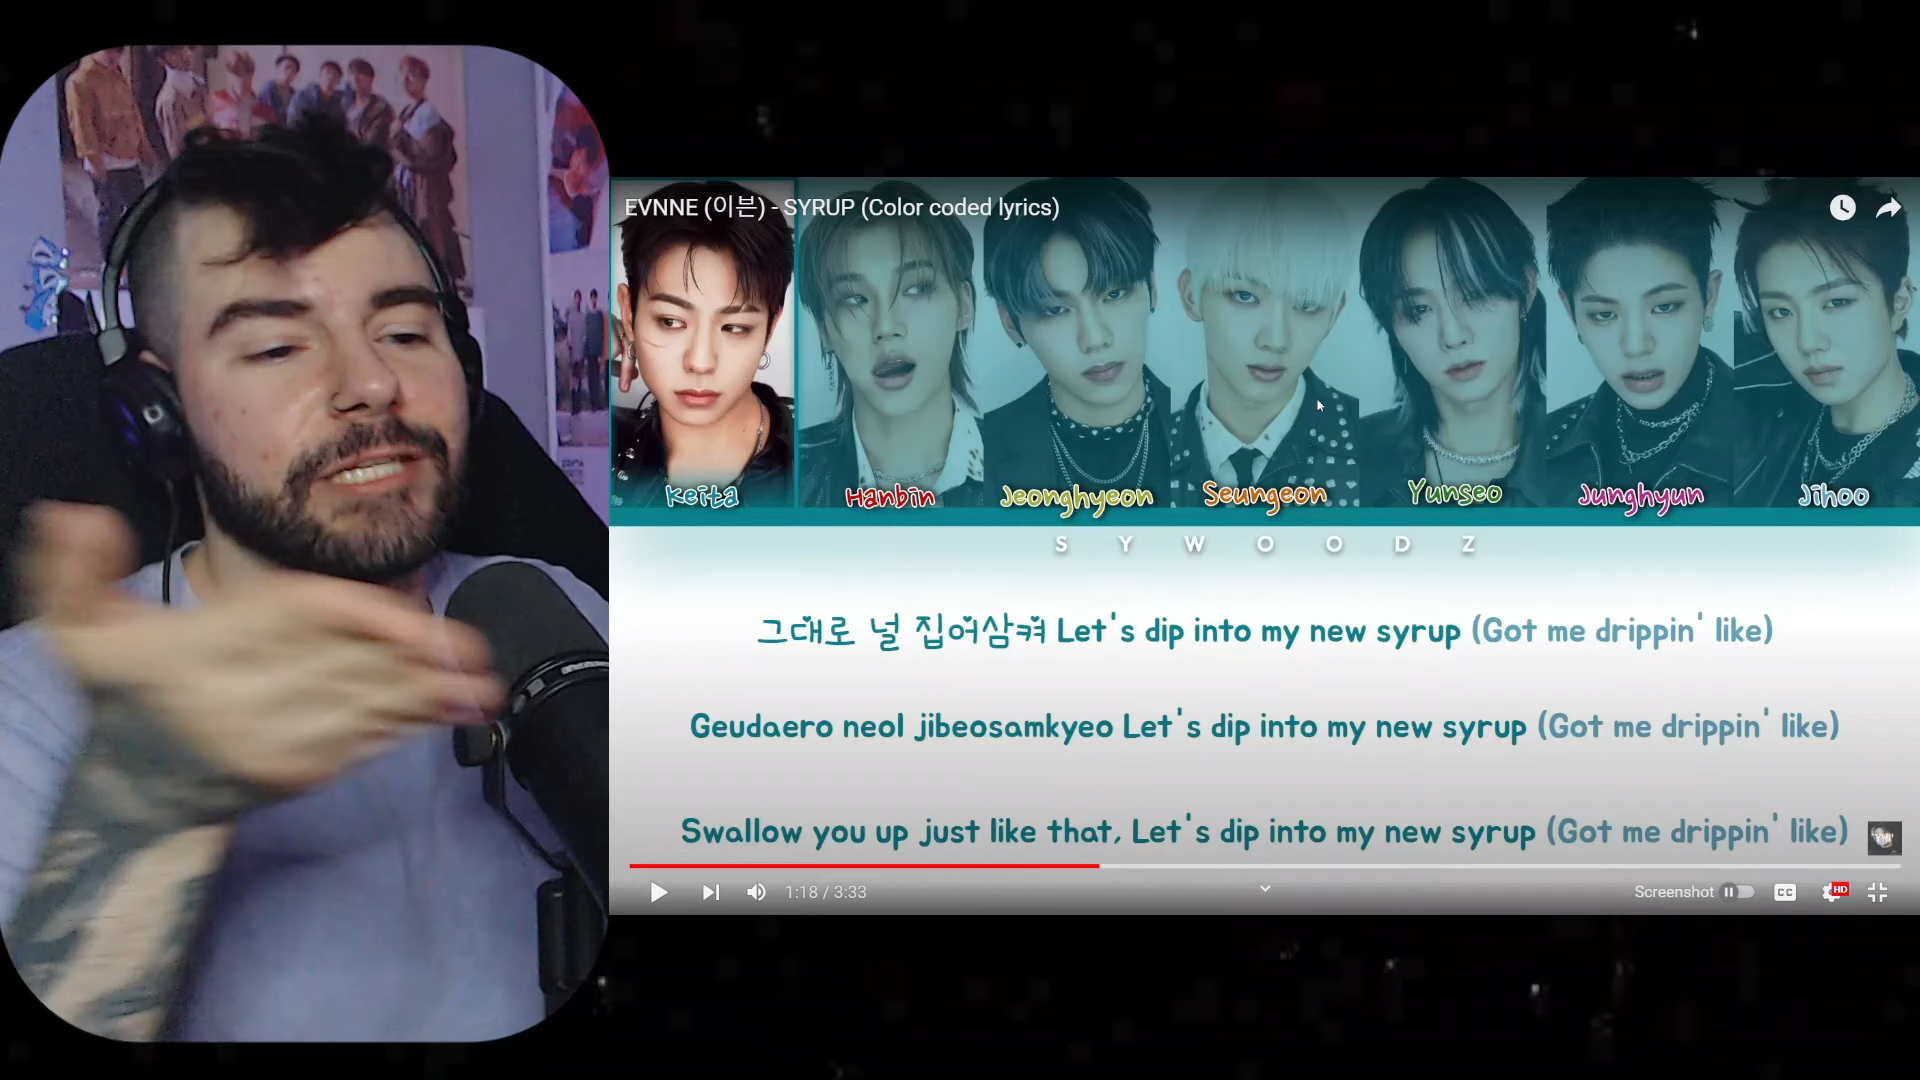 EVNNE (이븐) - SYRUP (Color coded lyrics)
Keita Hanbin Jeonghyeon Seungeon Yunseo Junghyun Jihoo
S Y W O O D Z
그대로 널 집어삼켜 Let's dip into my new syrup (Got me drippin' like)
Geudaero neol jibeosamkyeo Let's dip into my new syrup (Got me drippin' like)
Swallow you up just like that, Let's dip into my new syrup (Got me drippin' like)
1:18 / 3:33
Screenshot
CC
HD